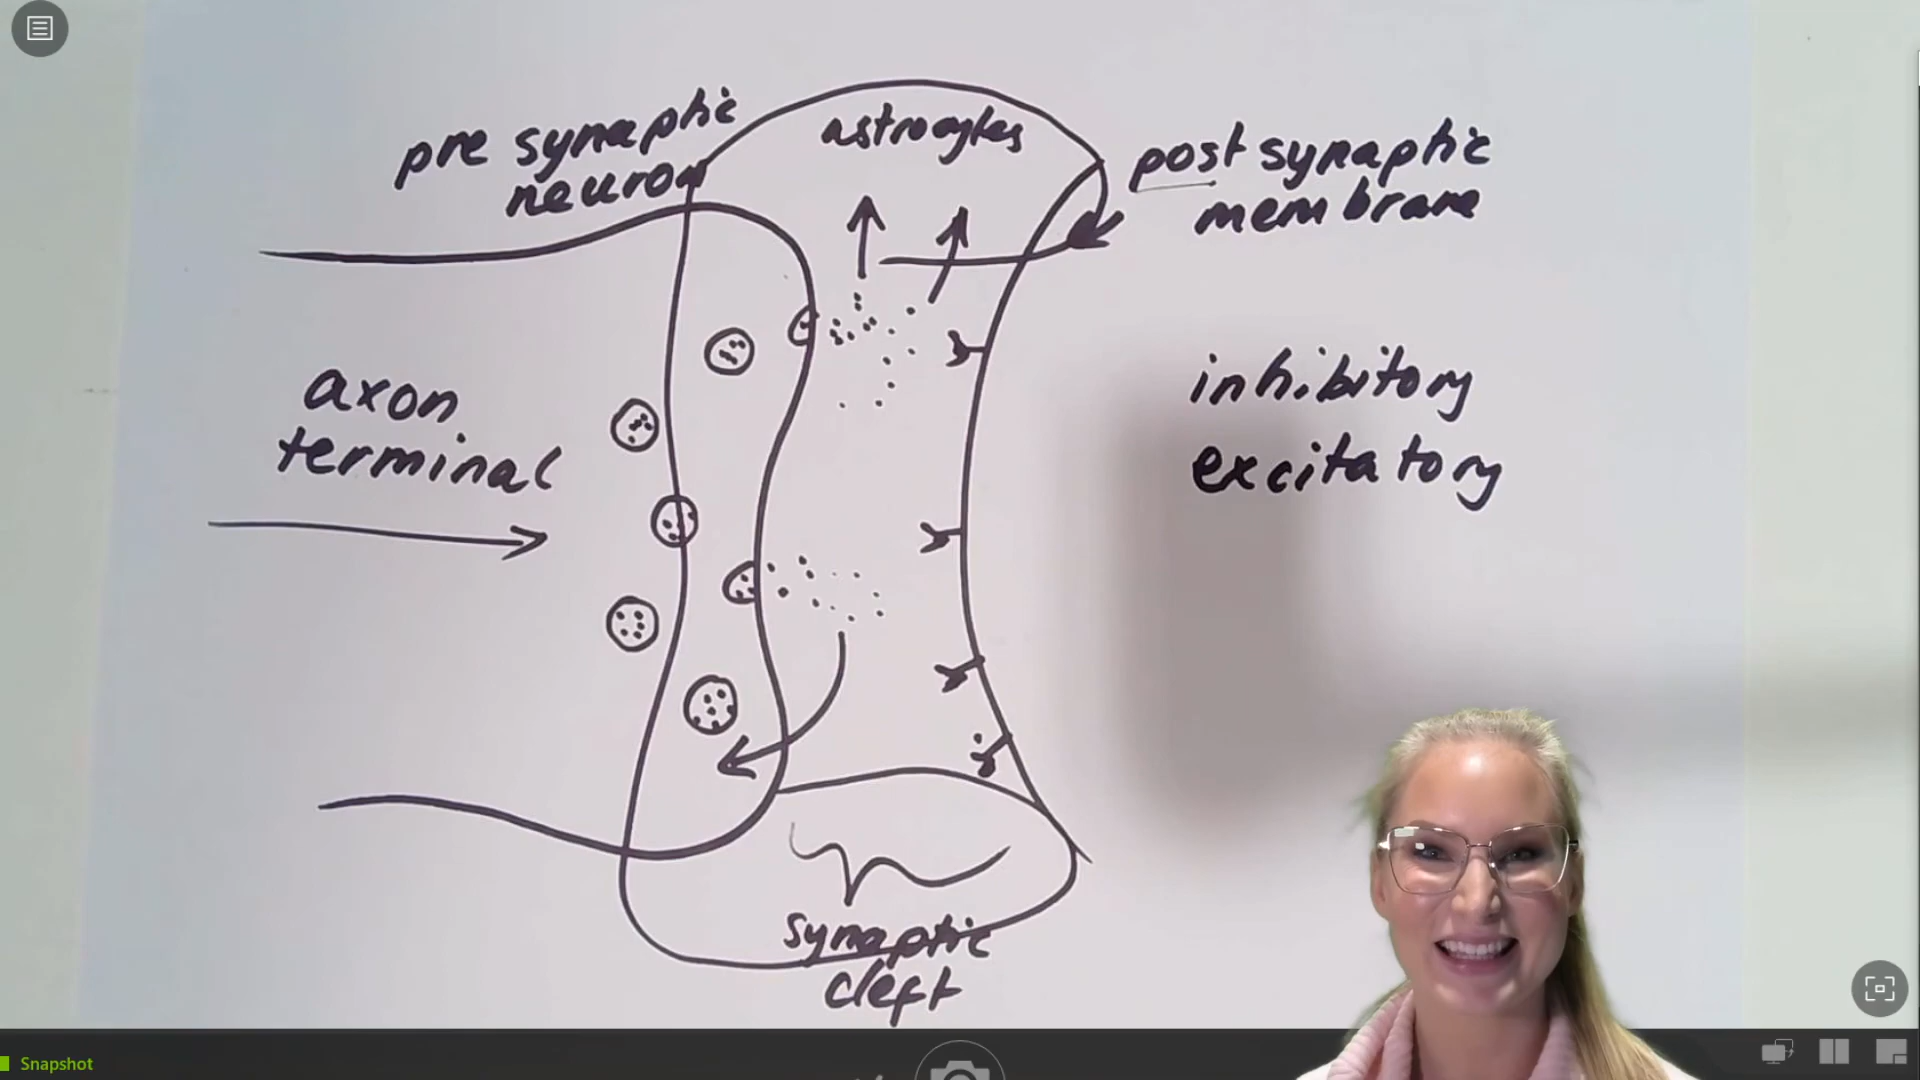 pre synaptic
neuron
astrocytes
post synaptic
membrane
axon
terminal
inhibitory
excitatory
synaptic
cleft
Snapshot